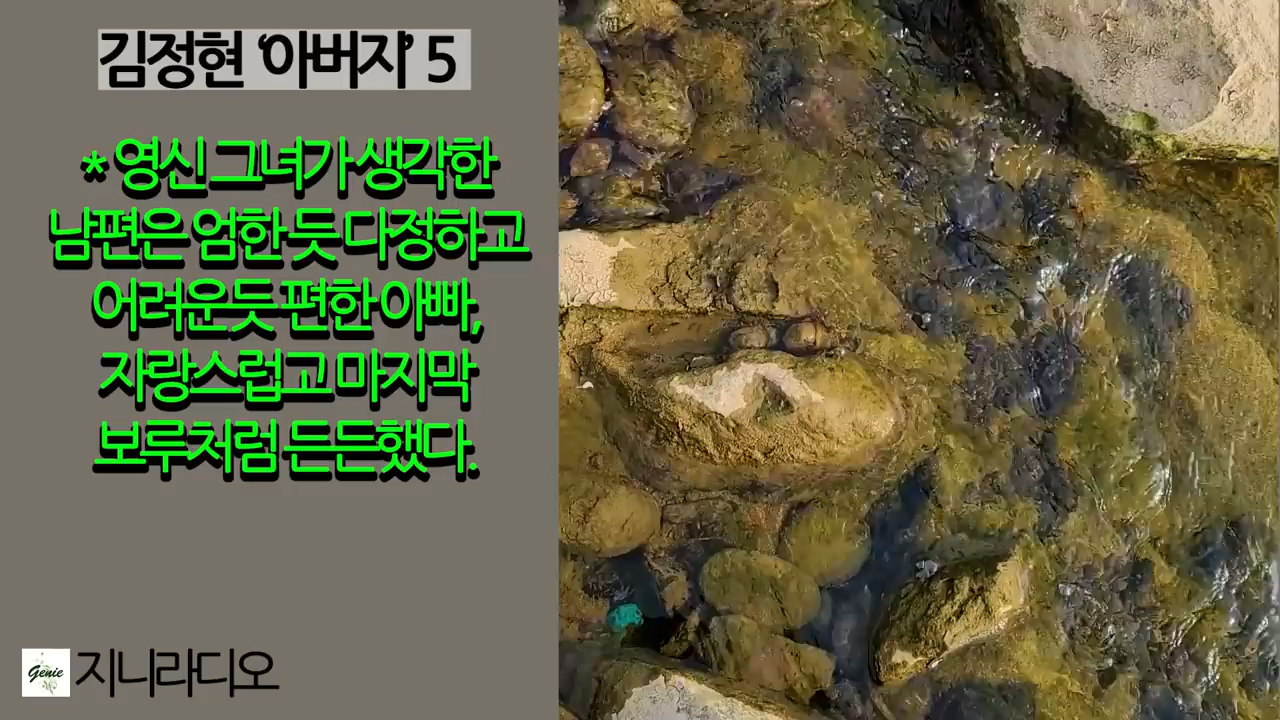 김정현 '아버지' 5
* 영신 그녀가 생각한
남편은 엄한 듯 다정하고
어려운듯 편한 아빠,
자랑스럽고 마지막
보루처럼 든든했다.
Genie 지니라디오